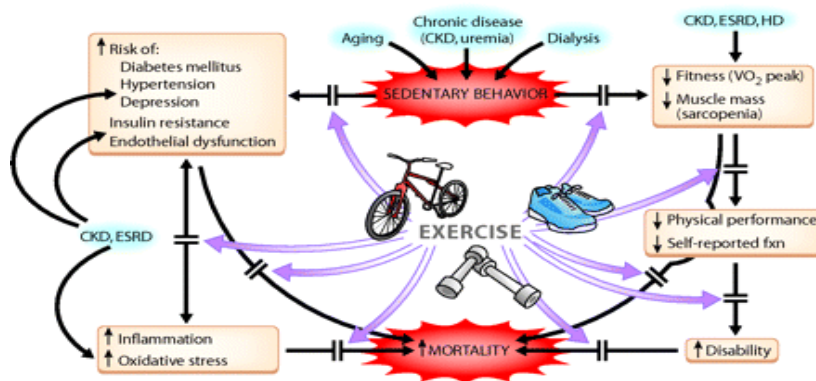 Chronic disease
(CKD, uremia)
Aging
Dialysis
CKD, ESRD, HD
↑ Risk of:
Diabetes mellitus
Hypertension
Depression
Insulin resistance
Endothelial dysfunction
SEDENTARY BEHAVIOR
↓ Fitness (VO₂ peak)
↓ Muscle mass
(sarcopenia)
CKD, ESRD
EXERCISE
↓ Physical performance
↓ Self-reported fxn
↑ Inflammation
↑ Oxidative stress
↑ MORTALITY
↑ Disability